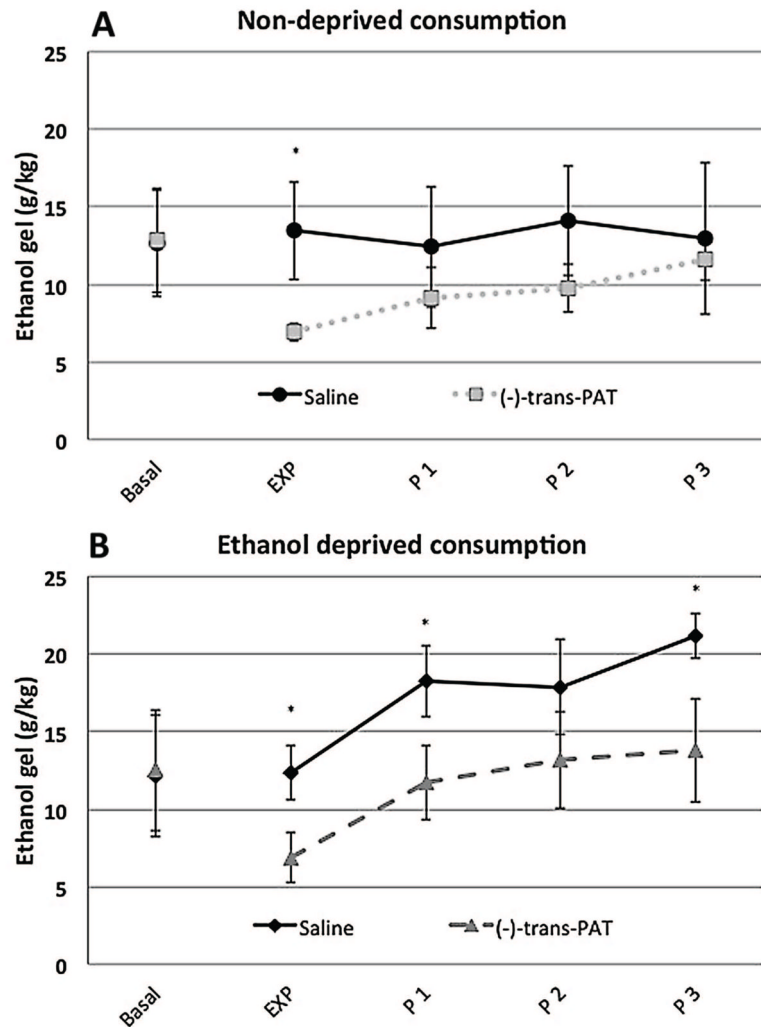 A Non-deprived consumption
25
20
15
10
5
0
Ethanol gel (g/kg)
*
Saline (-)-trans-PAT
Basal EXP P 1 P 2 P 3
B Ethanol deprived consumption
25
20
15
10
5
0
Ethanol gel (g/kg)
* * *
Saline (-)-trans-PAT
Basal EXP P 1 P 2 P 3